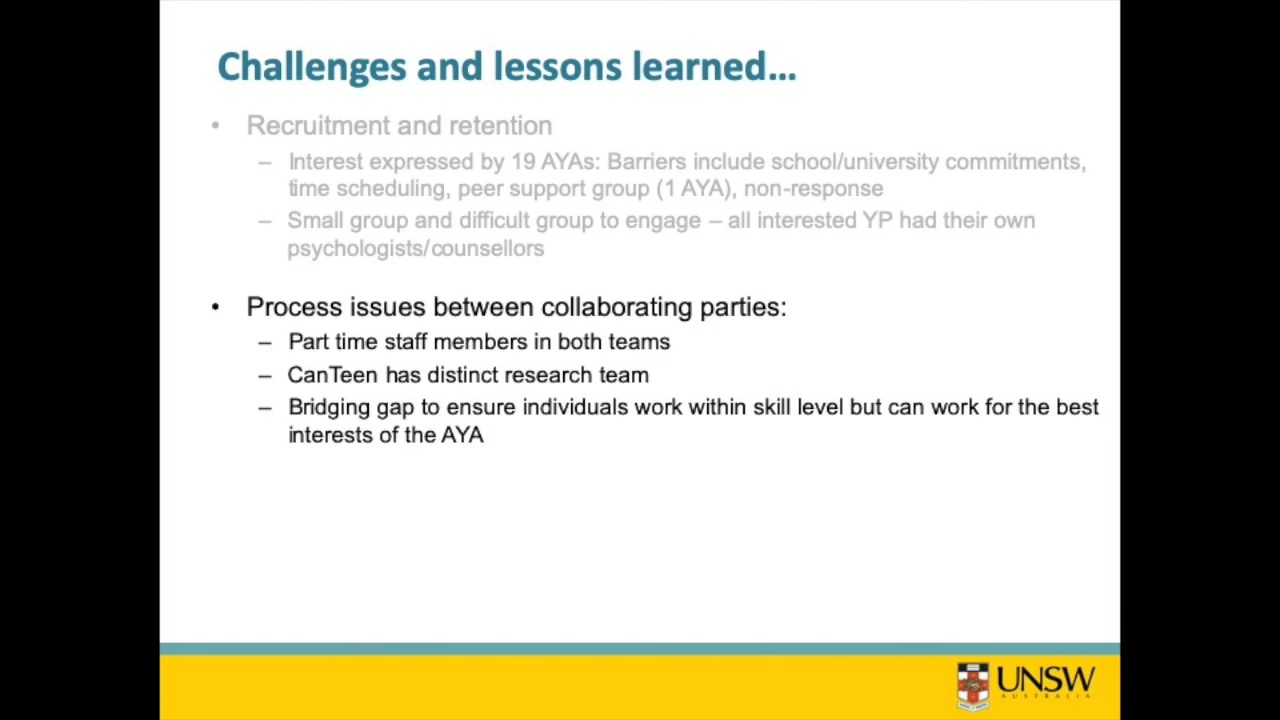 Challenges and lessons learned...
• Recruitment and retention
– Interest expressed by 19 AYAs: Barriers include school/university commitments,
time scheduling, peer support group (1 AYA), non-response
– Small group and difficult group to engage – all interested YP had their own
psychologists/counsellors
• Process issues between collaborating parties:
– Part time staff members in both teams
– CanTeen has distinct research team
– Bridging gap to ensure individuals work within skill level but can work for the best
interests of the AYA
UNSW
AUSTRALIA